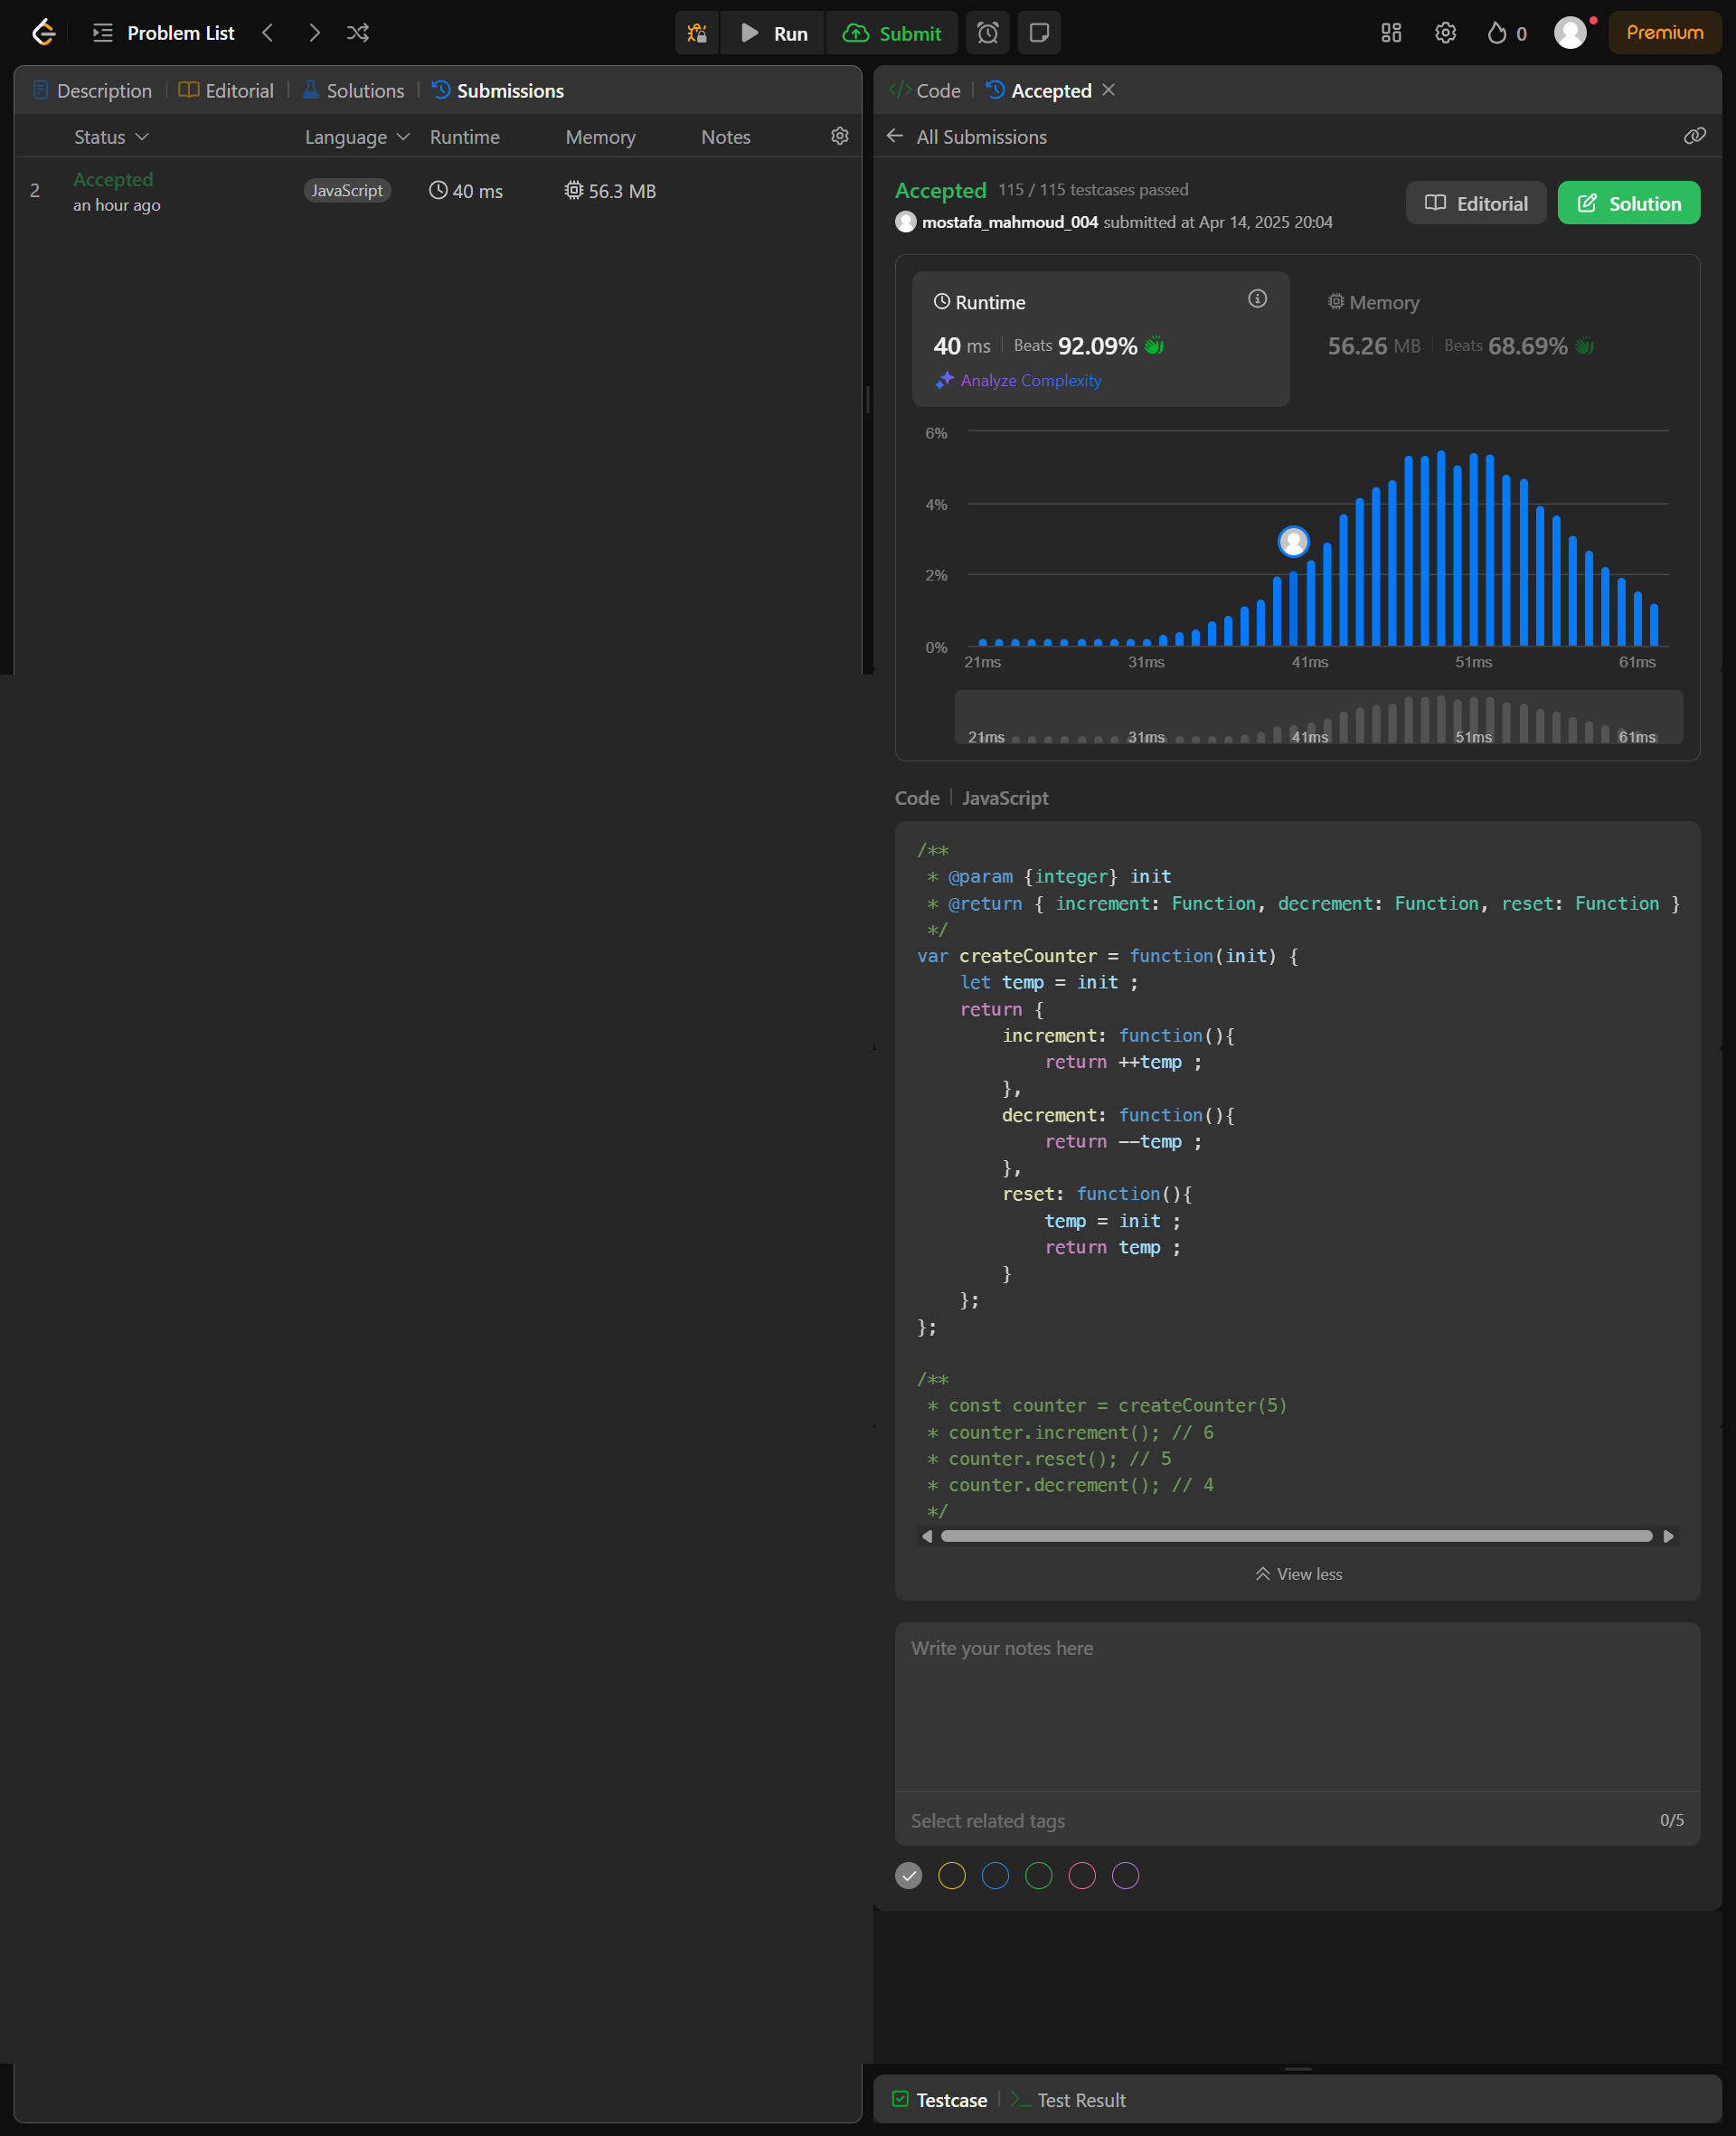 Problem List
Run
Submit
0
Premium
Description
Editorial
Solutions
Submissions
Status
Language
Runtime
Memory
Notes
2
Accepted
an hour ago
JavaScript
40 ms
56.3 MB
</> Code
Accepted
All Submissions
Accepted 115 / 115 testcases passed
mostafa_mahmoud_004 submitted at Apr 14, 2025 20:04
Editorial
Solution
Runtime
40 ms
Beats 92.09%
Analyze Complexity
Memory
56.26 MB
Beats 68.69%
6%
4%
2%
0%
21ms 31ms 41ms 51ms 61ms
21ms 31ms 41ms 51ms 61ms
Code
JavaScript
/**
 * @param {integer} init
 * @return { increment: Function, decrement: Function, reset: Function }
 */
var createCounter = function(init) {
    let temp = init ;
    return {
        increment: function(){
            return ++temp ;
        },
        decrement: function(){
            return --temp ;
        },
        reset: function(){
            temp = init ;
            return temp ;
        }
    };
};
/**
 * const counter = createCounter(5)
 * counter.increment(); // 6
 * counter.reset(); // 5
 * counter.decrement(); // 4
 */
View less
Write your notes here
Select related tags
0/5
Testcase
Test Result